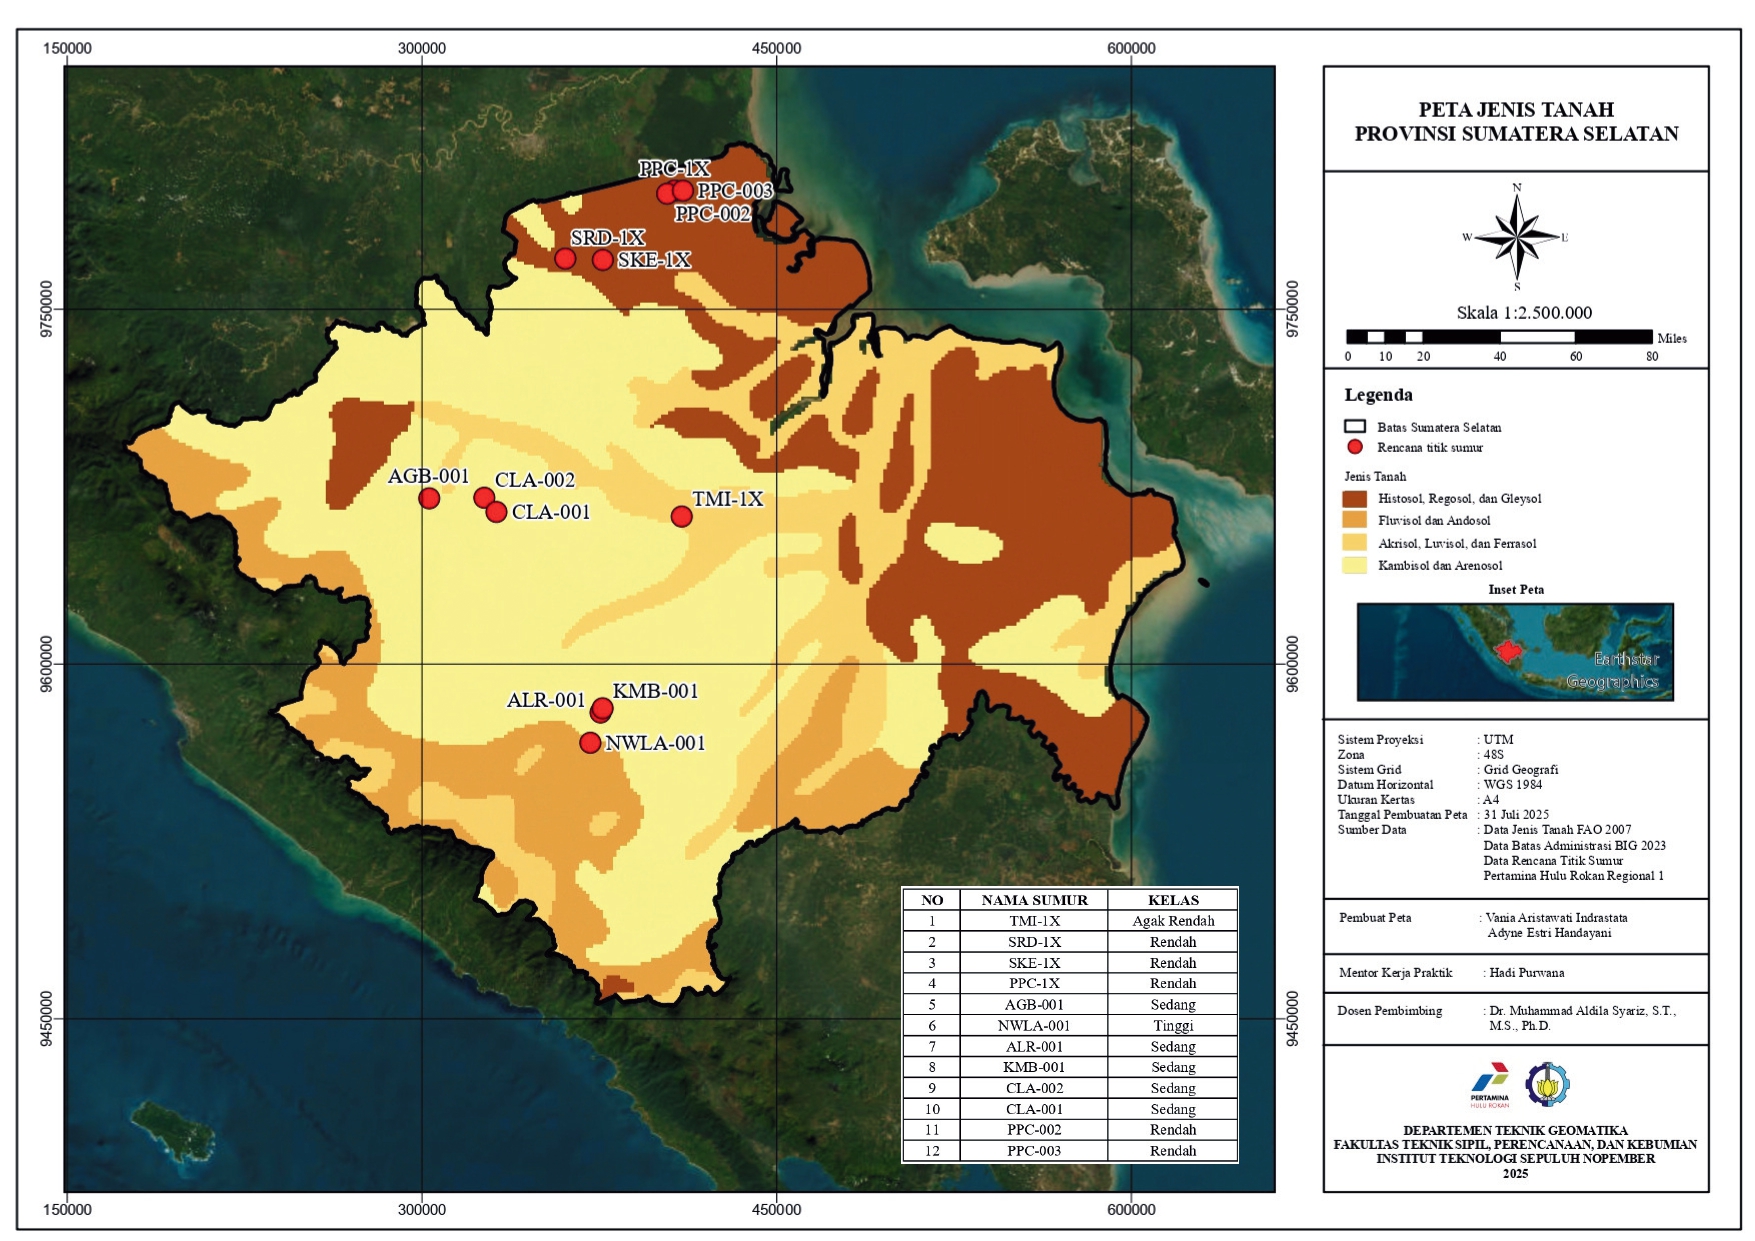 150000 300000 450000 600000
PETA JENIS TANAH
PROVINSI SUMATERA SELATAN
N
W E
S
Skala 1:2.500.000
Miles
0 10 20 40 60 80
Legenda
Batas Sumatera Selatan
Rencana titik sumur
Jenis Tanah
Histosol, Regosol, dan Gleysol
Fluvisol dan Andosol
Akrisol, Luvisol, dan Ferrasol
Kambisol dan Arenosol
Inset Peta
Earthstar
Geographics
Sistem Proyeksi : UTM
Zona : 48S
Sistem Grid : Grid Geografi
Datum Horizontal : WGS 1984
Ukuran Kertas : A4
Tanggal Pembuatan Peta : 31 Juli 2025
Sumber Data : Data Jenis Tanah FAO 2007
Data Batas Administrasi BIG 2023
Data Rencana Titik Sumur
Pertamina Hulu Rokan Regional 1
Pembuat Peta : Vania Aristawati Indrastata
Adyne Estri Handayani
Mentor Kerja Praktik : Hadi Purwana
Dosen Pembimbing : Dr. Muhammad Aldila Syariz, S.T.,
M.S., Ph.D.
PERTAMINA
HULU ROKAN
DEPARTEMEN TEKNIK GEOMATIKA
FAKULTAS TEKNIK SIPIL, PERENCANAAN, DAN KEBUMIAN
INSTITUT TEKNOLOGI SEPULUH NOPEMBER
2025
PPC-1X
PPC-003
PPC-002
SRD-1X
SKE-1X
9750000 9750000
AGB-001
CLA-002
CLA-001
TMI-1X
9600000 9600000
ALR-001
KMB-001
NWLA-001
9450000 9450000
NO NAMA SUMUR KELAS
1 TMI-1X Agak Rendah
2 SRD-1X Rendah
3 SKE-1X Rendah
4 PPC-1X Rendah
5 AGB-001 Sedang
6 NWLA-001 Tinggi
7 ALR-001 Sedang
8 KMB-001 Sedang
9 CLA-002 Sedang
10 CLA-001 Sedang
11 PPC-002 Rendah
12 PPC-003 Rendah
150000 300000 450000 600000